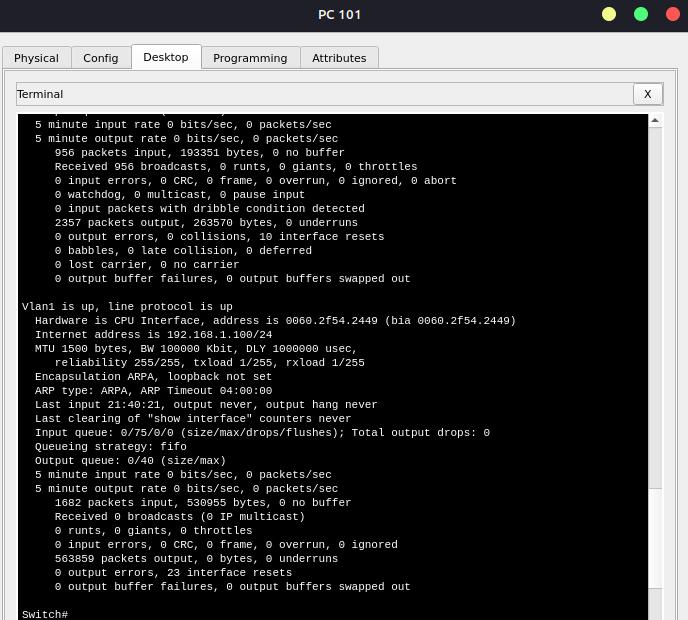 PC 101
Physical Config Desktop Programming Attributes
Terminal X
5 minute input rate 0 bits/sec, 0 packets/sec
5 minute output rate 0 bits/sec, 0 packets/sec
956 packets input, 193351 bytes, 0 no buffer
Received 956 broadcasts, 0 runts, 0 giants, 0 throttles
0 input errors, 0 CRC, 0 frame, 0 overrun, 0 ignored, 0 abort
0 watchdog, 0 multicast, 0 pause input
0 input packets with dribble condition detected
2357 packets output, 263570 bytes, 0 underruns
0 output errors, 0 collisions, 10 interface resets
0 babbles, 0 late collision, 0 deferred
0 lost carrier, 0 no carrier
0 output buffer failures, 0 output buffers swapped out
Vlan1 is up, line protocol is up
Hardware is CPU Interface, address is 0060.2f54.2449 (bia 0060.2f54.2449)
Internet address is 192.168.1.100/24
MTU 1500 bytes, BW 100000 Kbit, DLY 1000000 usec,
reliability 255/255, txload 1/255, rxload 1/255
Encapsulation ARPA, loopback not set
ARP type: ARPA, ARP Timeout 04:00:00
Last input 21:40:21, output never, output hang never
Last clearing of "show interface" counters never
Input queue: 0/75/0/0 (size/max/drops/flushes); Total output drops: 0
Queueing strategy: fifo
Output queue: 0/40 (size/max)
5 minute input rate 0 bits/sec, 0 packets/sec
5 minute output rate 0 bits/sec, 0 packets/sec
1682 packets input, 530955 bytes, 0 no buffer
Received 0 broadcasts (0 IP multicast)
0 runts, 0 giants, 0 throttles
0 input errors, 0 CRC, 0 frame, 0 overrun, 0 ignored
563859 packets output, 0 bytes, 0 underruns
0 output errors, 23 interface resets
0 output buffer failures, 0 output buffers swapped out
Switch#